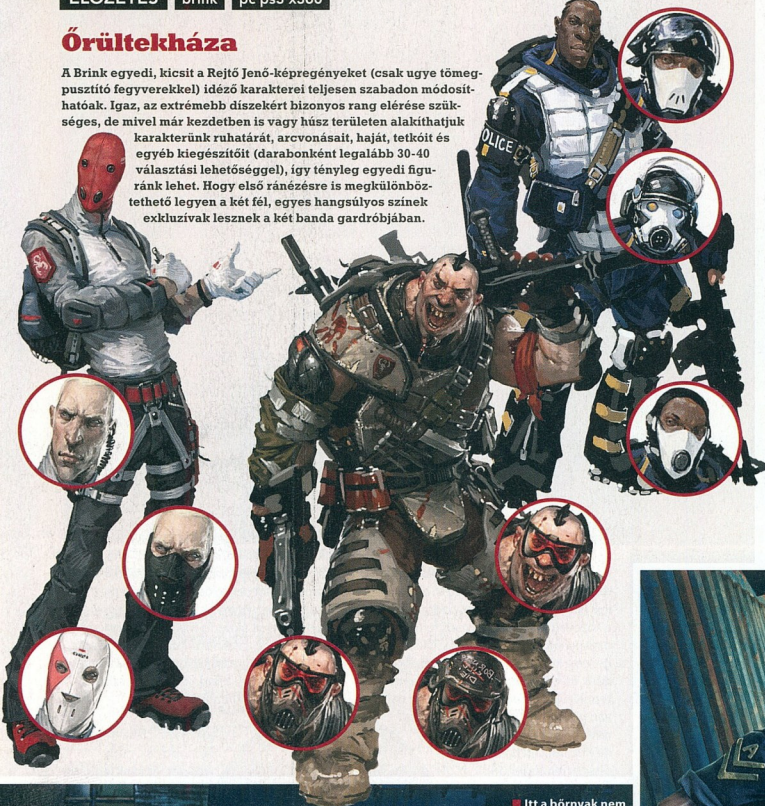 ELŐZETES brink pc ps3 x360
Őrültekháza
A Brink egyedi, kicsit a Rejtő Jenő-képregényeket (csak ugye tömeg-
pusztító fegyverekkel) idéző karakterei teljesen szabadon módosít-
hatóak. Igaz, az extrémebb díszekért bizonyos rang elérése szük-
séges, de mivel már kezdetben is vagy húsz területen alakíthatjuk
karakterünk ruhatárát, arcvonásait, haját, tetkóit és
egyéb kiegészítőit (darabonként legalább 30-40
választási lehetőséggel), így tényleg egyedi figu-
ránk lehet. Hogy első ránézésre is megkülönböz-
tethető legyen a két fél, egyes hangsúlyos színek
exkluzívak lesznek a két banda gardróbjában.
POLICE
Itt a bőrnyak nem